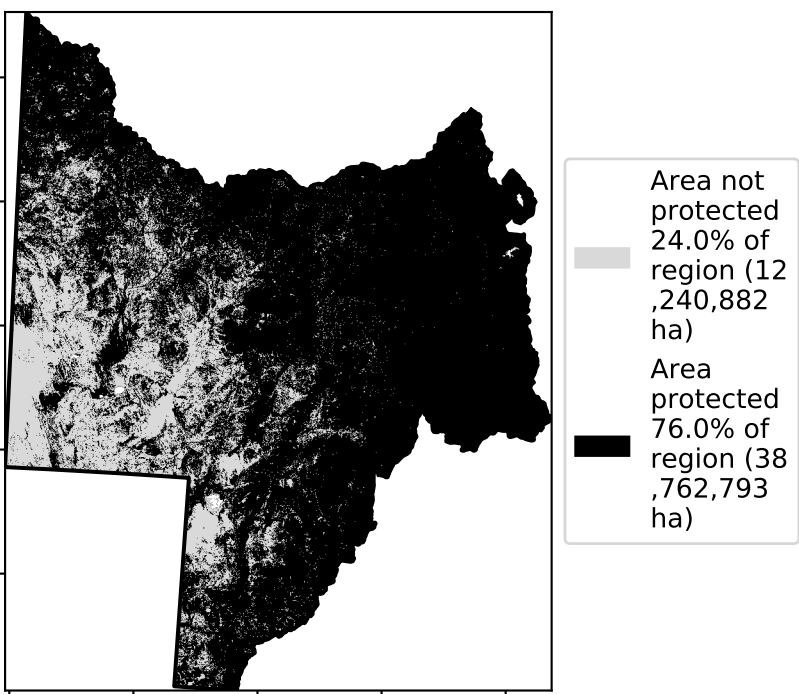 Area not
protected
24.0% of
region (12
,240,882
ha)
Area
protected
76.0% of
region (38
,762,793
ha)